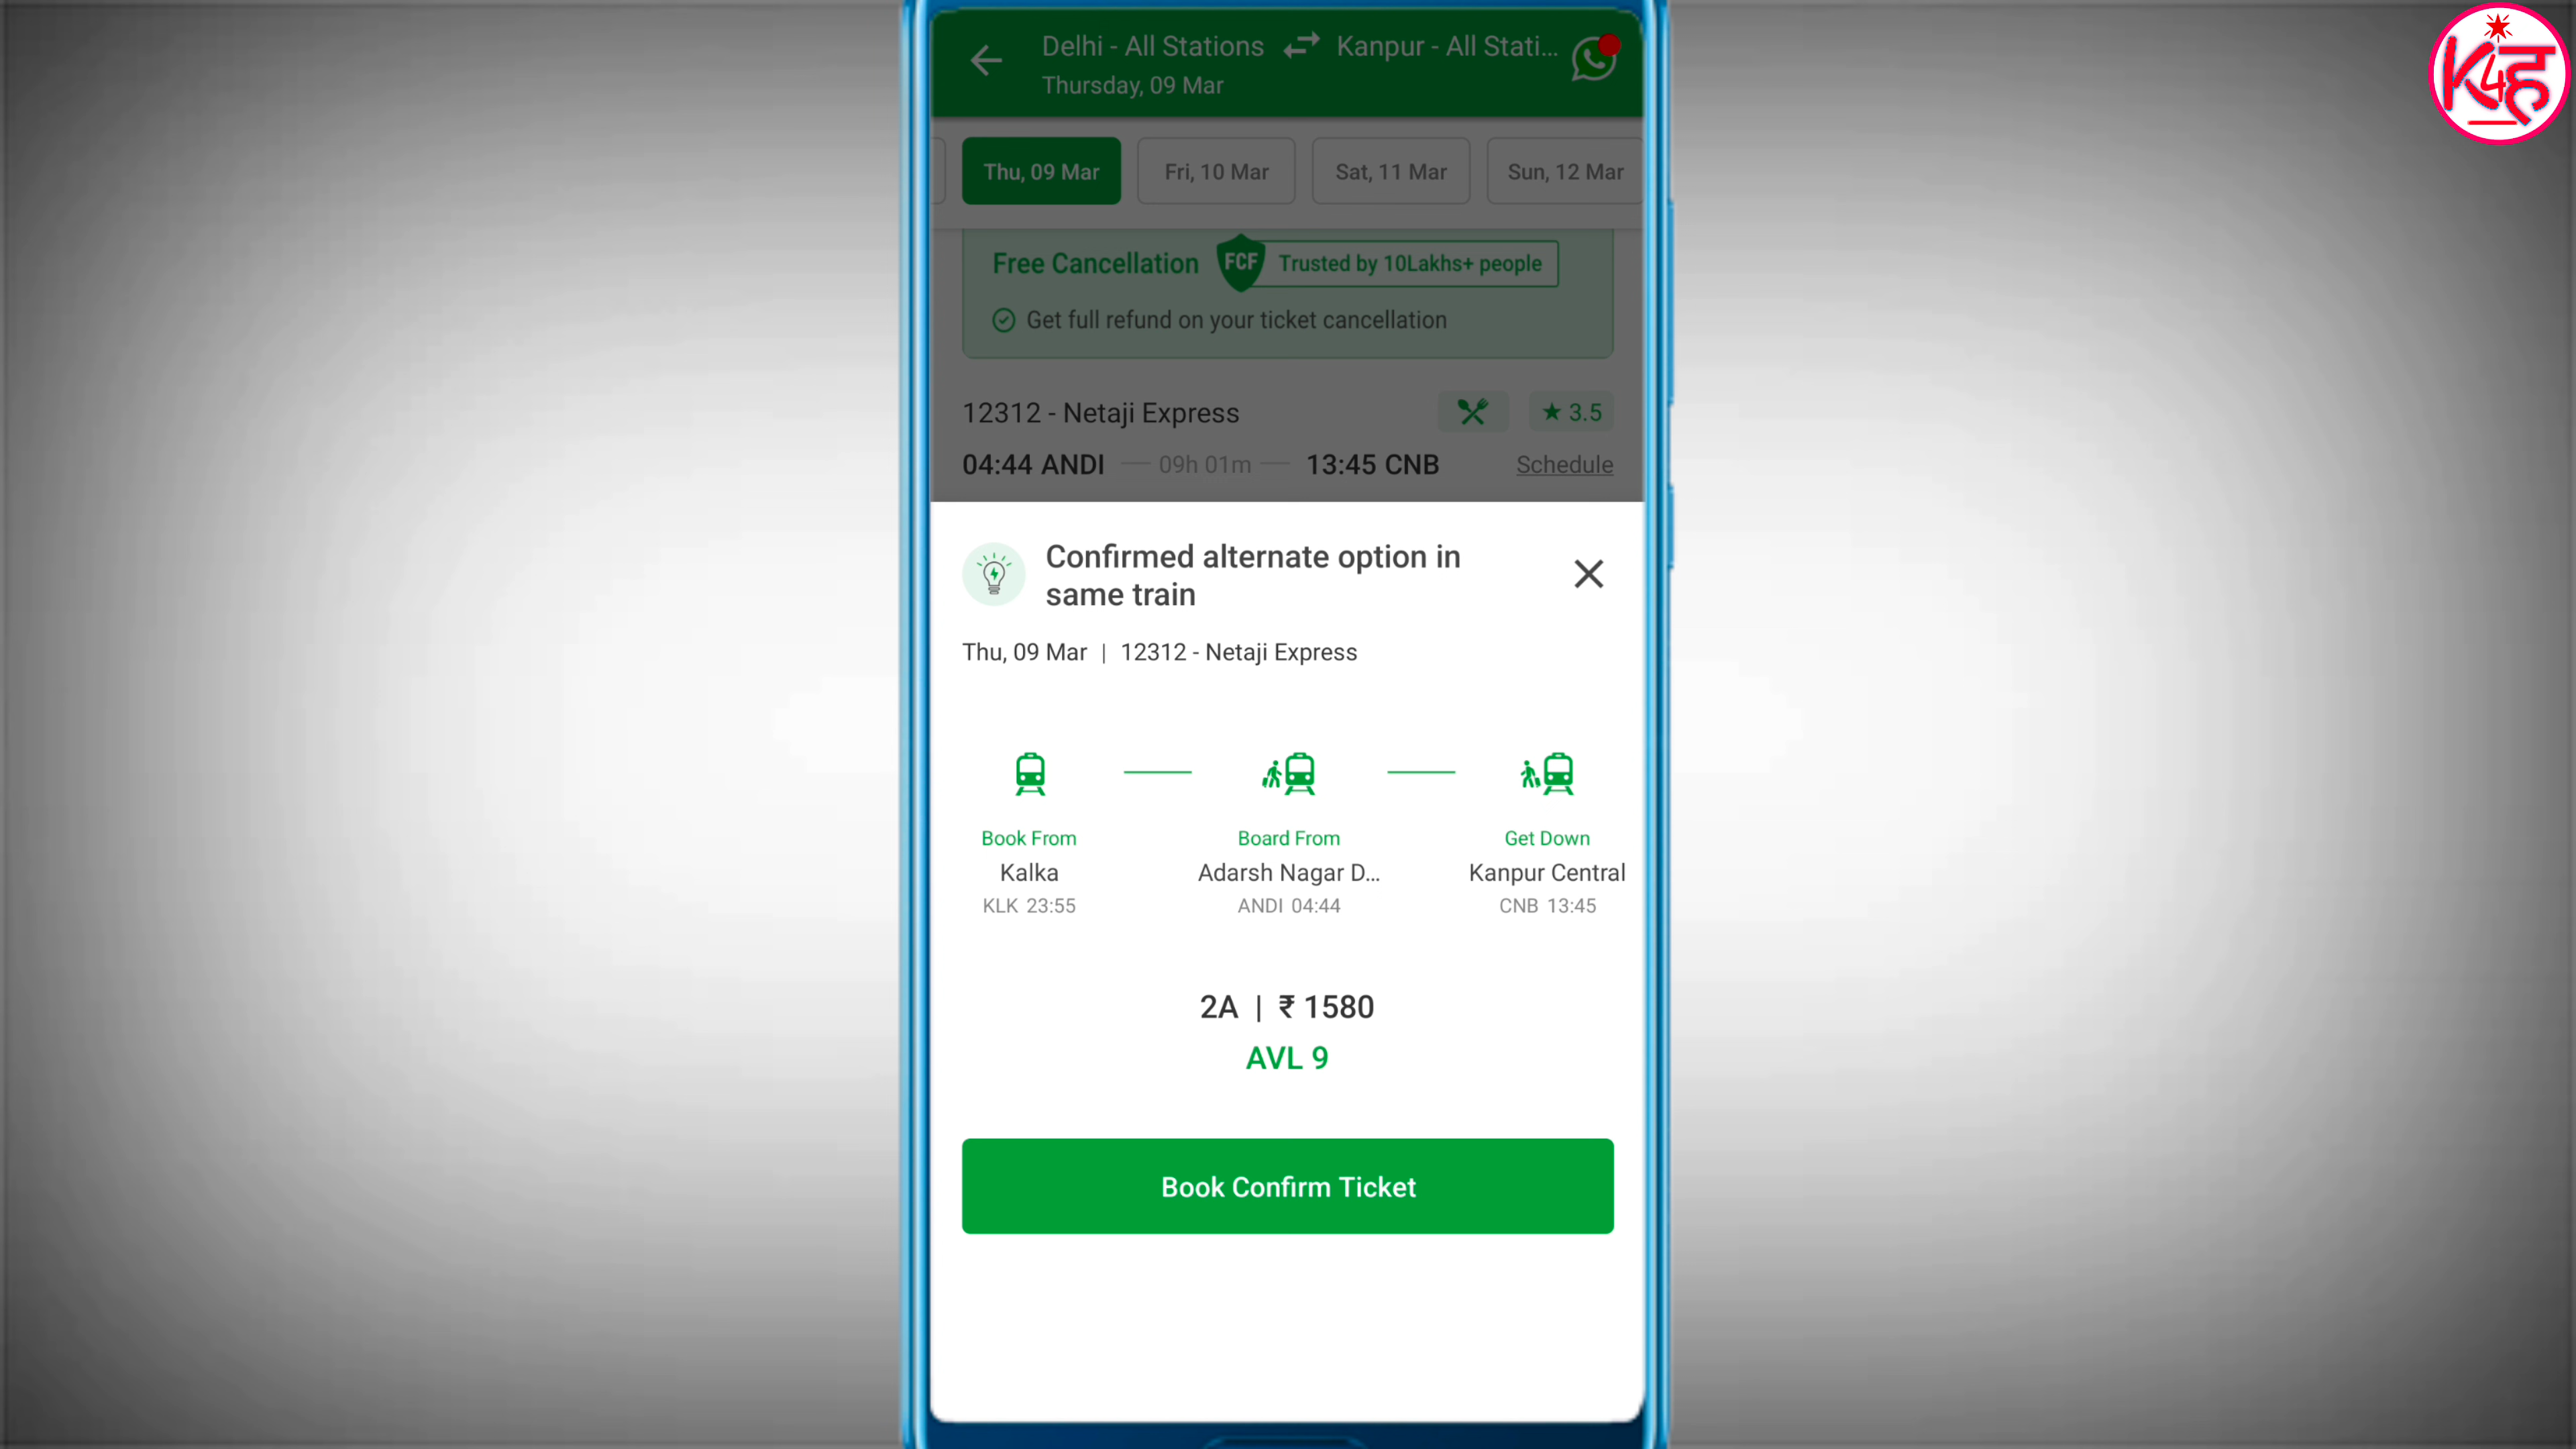 K4ह
Delhi - All Stations Kanpur - All Stati...
Thursday, 09 Mar
Thu, 09 Mar
Fri, 10 Mar
Sat, 11 Mar
Sun, 12 Mar
Free Cancellation FCF Trusted by 10Lakhs+ people
Get full refund on your ticket cancellation
12312 - Netaji Express ★ 3.5
04:44 ANDI 09h 01m 13:45 CNB Schedule
Confirmed alternate option in
same train
Thu, 09 Mar | 12312 - Netaji Express
Book From
Kalka
KLK 23:55
Board From
Adarsh Nagar D...
ANDI 04:44
Get Down
Kanpur Central
CNB 13:45
2A | ₹ 1580
AVL 9
Book Confirm Ticket